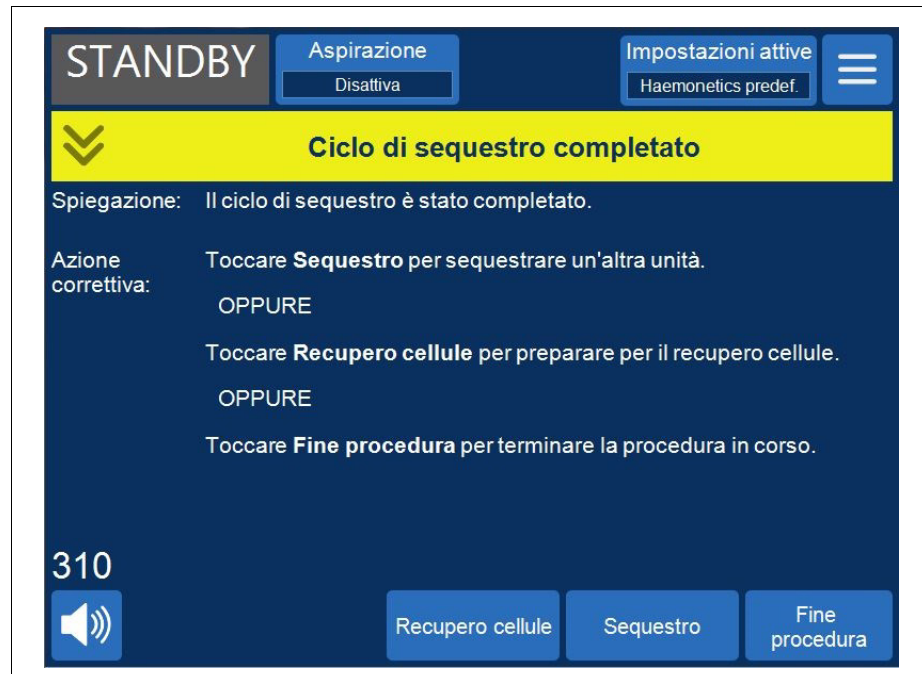 STANDBY
Aspirazione
Disattiva
Impostazioni attive
Haemonetics predef.
Ciclo di sequestro completato
Spiegazione: Il ciclo di sequestro è stato completato.
Azione correttiva:
Toccare Sequestro per sequestrare un'altra unità.
OPPURE
Toccare Recupero cellule per preparare per il recupero cellule.
OPPURE
Toccare Fine procedura per terminare la procedura in corso.
310
Recupero cellule
Sequestro
Fine
procedura